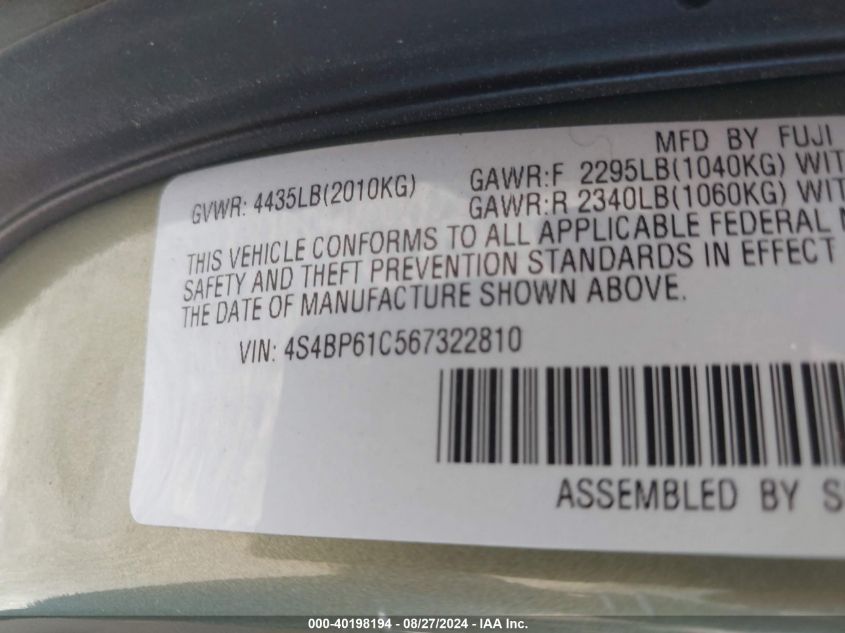 MFD BY FUJI
GVWR: 4435LB(2010KG) GAWR:F 2295LB(1040KG) WIT
GAWR:R 2340LB(1060KG) WIT
THIS VEHICLE CONFORMS TO ALL APPLICABLE FEDERAL
SAFETY AND THEFT PREVENTION STANDARDS IN EFFECT
THE DATE OF MANUFACTURE SHOWN ABOVE.
VIN: 4S4BP61C567322810
ASSEMBLED BY S
000-40198194 - 08/27/2024 - IAA Inc.